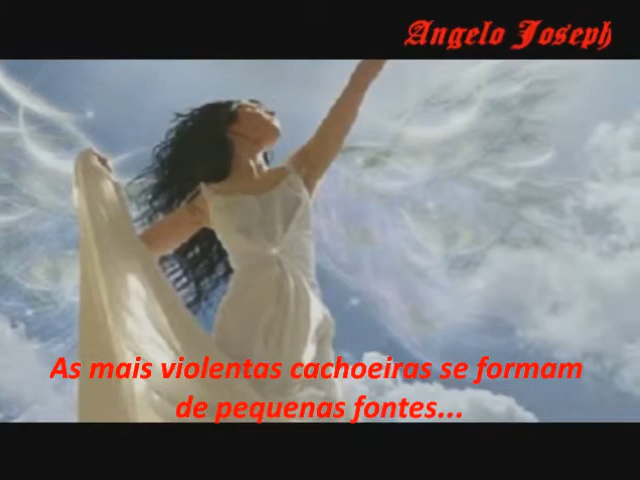 Angelo Joseph
As mais violentas cachoeiras se formam
de pequenas fontes...